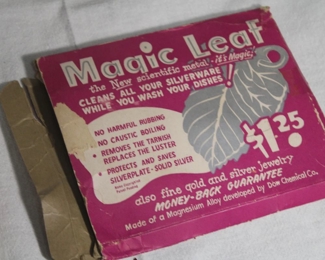 Magic Leaf
the New scientific metal - it's Magic!
CLEANS ALL YOUR SILVERWARE
WHILE YOU WASH YOUR DISHES!
NO HARMFUL RUBBING
NO CAUSTIC BOILING
REMOVES THE TARNISH
REPLACES THE LUSTER
PROTECTS AND SAVES
SILVERPLATE-SOLID SILVER
$1.25
also fine gold and silver jewelry
MONEY-BACK GUARANTEE
Made of a Magnesium Alloy developed by Dow Chemical Co.